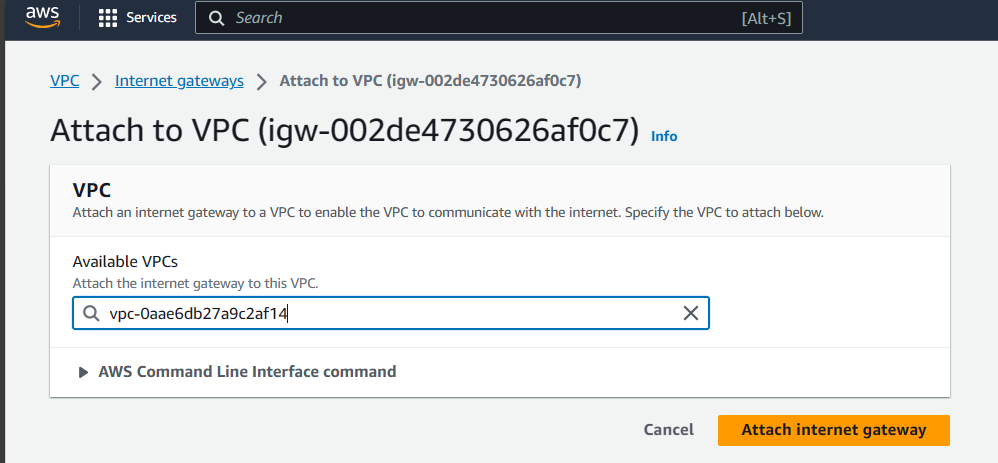 aws
Services
Search
[Alt+S]
VPC
Internet gateways
Attach to VPC (igw-002de4730626af0c7)
Attach to VPC (igw-002de4730626af0c7) Info
VPC
Attach an internet gateway to a VPC to enable the VPC to communicate with the internet. Specify the VPC to attach below.
Available VPCs
Attach the internet gateway to this VPC.
vpc-0aae6db27a9c2af14
AWS Command Line Interface command
Cancel
Attach internet gateway